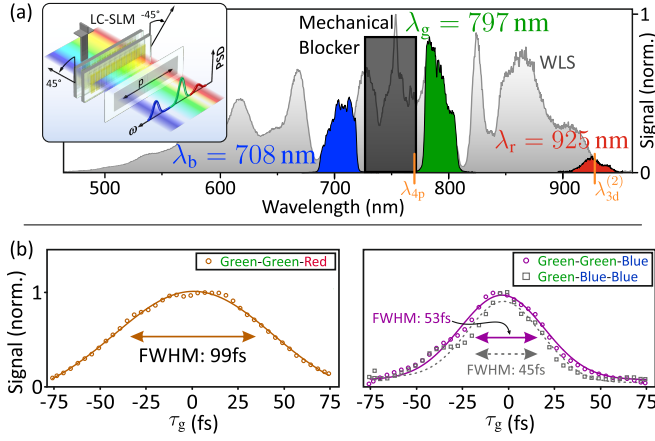 (a)
LC-SLM
-45°
45°
p
ω
PSD
Mechanical
Blocker
λg = 797 nm
WLS
λb = 708 nm
λr = 925 nm
λ4p
λ3d(2)
Signal (norm.)
1
0
500
600
700
800
900
Wavelength (nm)
(b)
Signal (norm.)
1
0
Green-Green-Red
FWHM: 99fs
-75
-50
-25
0
25
50
75
τg (fs)
Green-Green-Blue
Green-Blue-Blue
FWHM: 53fs
FWHM: 45fs
-75
-50
-25
0
25
50
75
τg (fs)